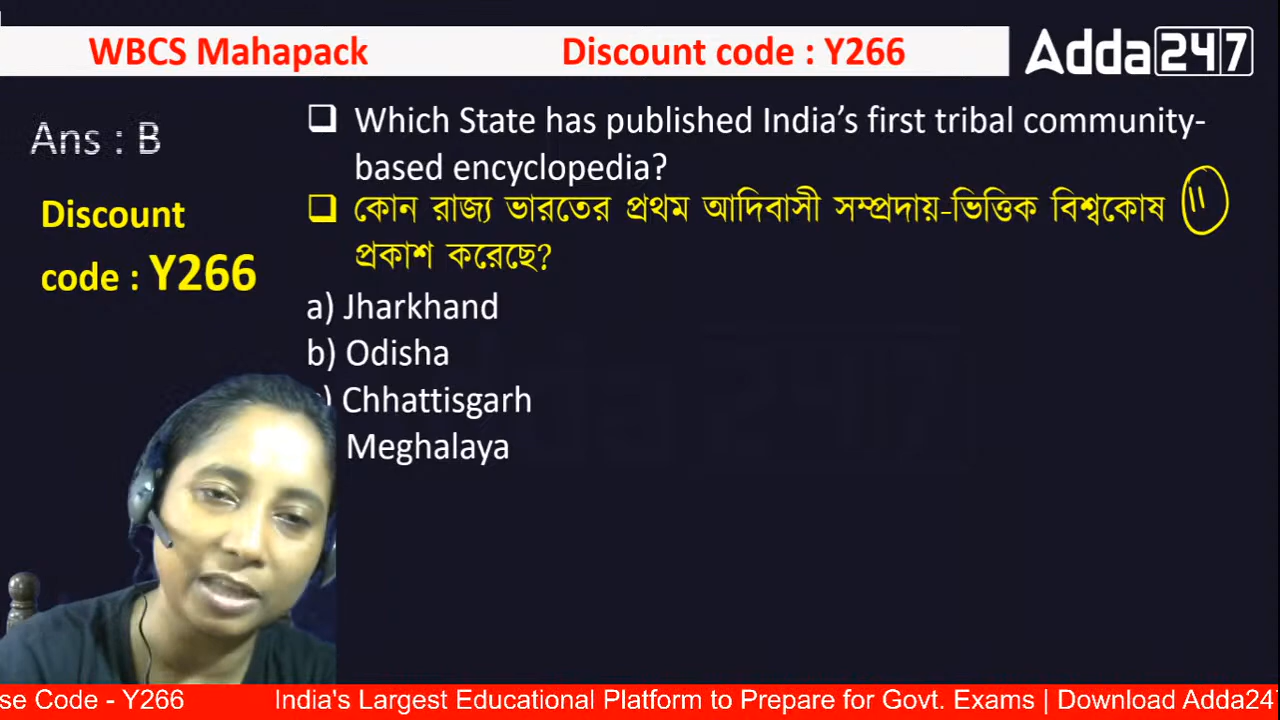 WBCS Mahapack Discount code : Y266 Adda247
Ans : B
Discount
code : Y266
❑ Which State has published India’s first tribal community-
based encyclopedia?
❑ কোন রাজ্য ভারতের প্রথম আদিবাসী সম্প্রদায়-ভিত্তিক বিশ্বকোষ 11
প্রকাশ করেছে?
a) Jharkhand
b) Odisha
) Chhattisgarh
Meghalaya
se Code - Y266 India's Largest Educational Platform to Prepare for Govt. Exams | Download Adda24